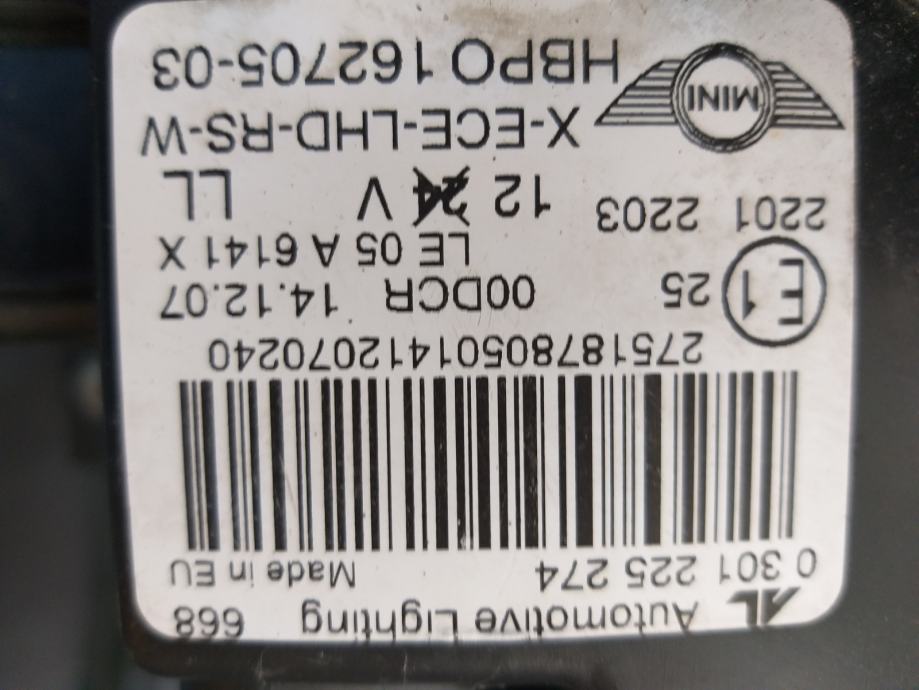 AL Automotive Lighting 668
0 301 225 274 Made in EU
27518780501412070240
E1 25 00DCR 14.12.07
LE 05 A 6141 X
2201 2203 12 24 V LL
X-ECE-LHD-RS-W
MINI
HBPO 162705-03